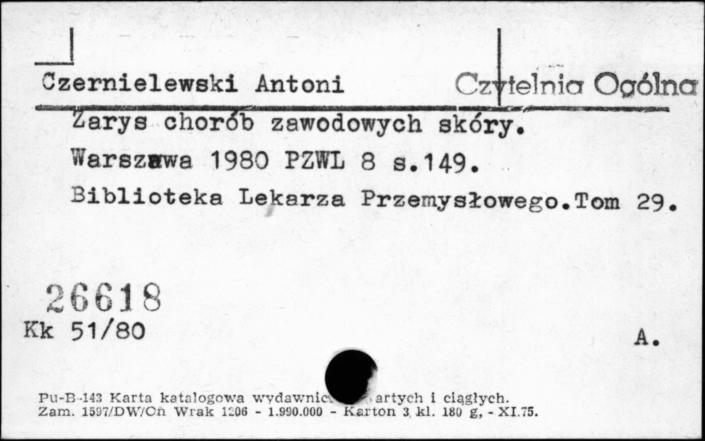 Czernielewski Antoni Czytelnia Ogólna
Zarys chorób zawodowych skóry.
Warszawa 1980 PZWL 8 s.149.
Biblioteka Lekarza Przemysłowego.Tom 29.
26618
Kk 51/80
A.
Pu-B-143 Karta katalogowa wydawnic artych i ciągłych.
Zam. 1597/DW/Ch Wrak 1206 - 1.990.000 - Karton 3 kl. 180 g, - XI.75.